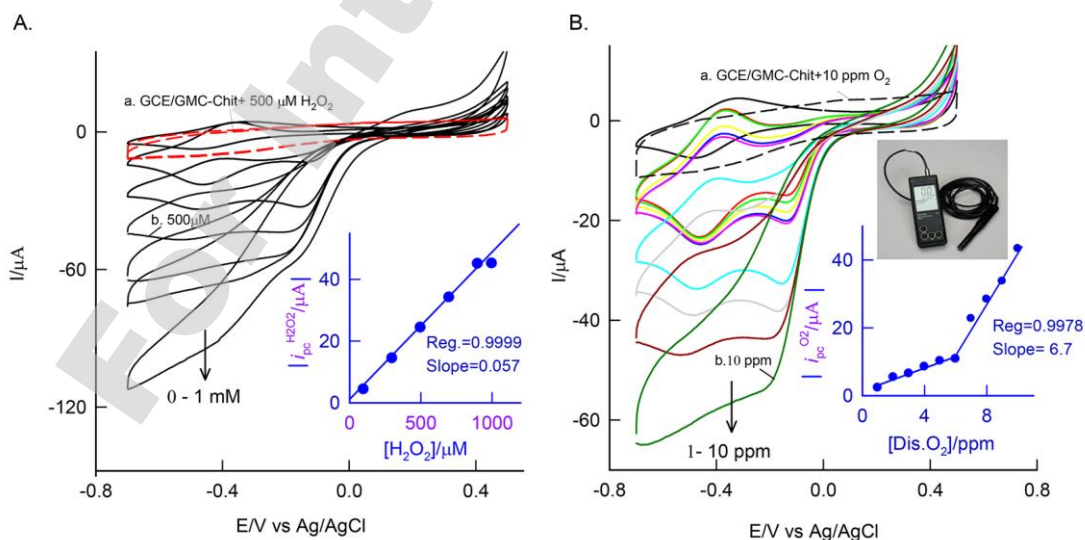 A.
a. GCE/GMC-Chit+ 500 μM H₂O₂
b. 500μM
0 - 1 mM
I/μA
0
-60
-120
-0.8 -0.4 0.0 0.4
E/V vs Ag/AgCl
| iₚc^H2O2/μA |
40
20
0
0 500 1000
[H₂O₂]/μM
Reg.=0.9999
Slope=0.057
B.
a. GCE/GMC-Chit+10 ppm O₂
b.10 ppm
1- 10 ppm
I/μA
0
-20
-40
-60
-0.8 -0.4 0.0 0.4 0.8
E/V vs Ag/AgCl
| iₚc^O2/μA |
40
20
0
0 4 8
[Dis.O₂]/ppm
Reg=0.9978
Slope= 6.7